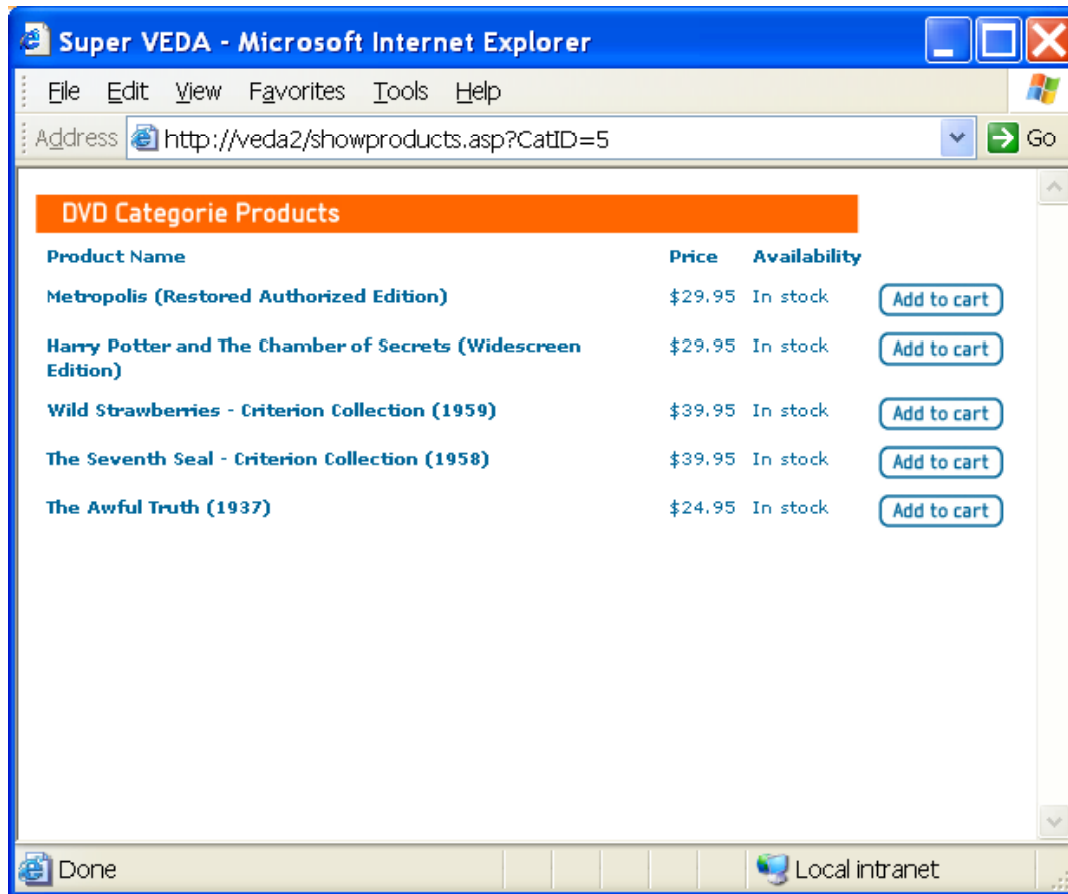 Super VEDA - Microsoft Internet Explorer
File Edit View Favorites Tools Help
Address http://veda2/showproducts.asp?CatID=5 Go
DVD Categorie Products
Product Name Price Availability
Metropolis (Restored Authorized Edition) $29.95 In stock Add to cart
Harry Potter and The Chamber of Secrets (Widescreen $29.95 In stock Add to cart
Edition)
Wild Strawberries - Criterion Collection (1959) $39.95 In stock Add to cart
The Seventh Seal - Criterion Collection (1958) $39.95 In stock Add to cart
The Awful Truth (1937) $24.95 In stock Add to cart
Done Local intranet